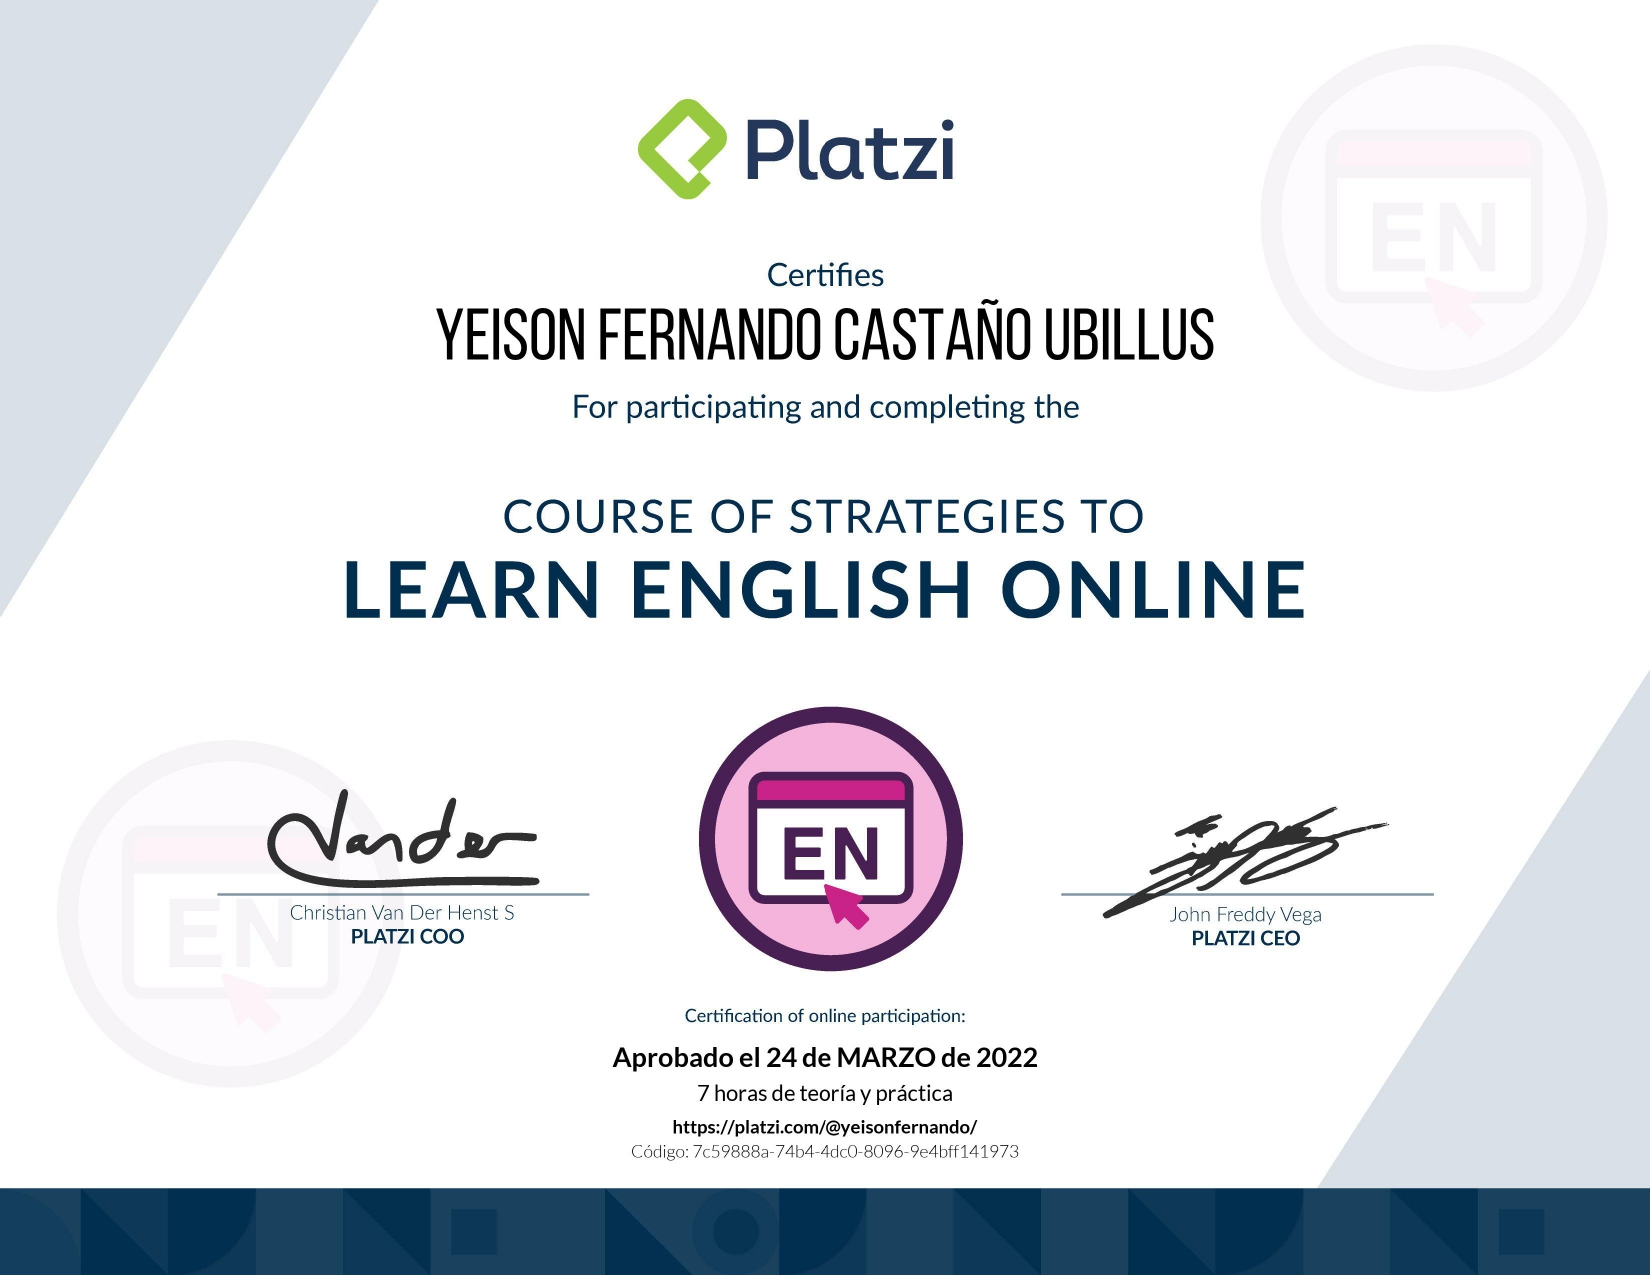 Platzi
EN
Certifies
YEISON FERNANDO CASTAÑO UBILLUS
For participating and completing the
COURSE OF STRATEGIES TO
LEARN ENGLISH ONLINE
Vander
EN
EN
Christian Van Der Henst S
PLATZI COO
John Freddy Vega
PLATZI CEO
Certification of online participation:
Aprobado el 24 de MARZO de 2022
7 horas de teoría y práctica
https://platzi.com/@yeisonfernando/
Código: 7c59888a-74b4-4dc0-8096-9e4bff141973